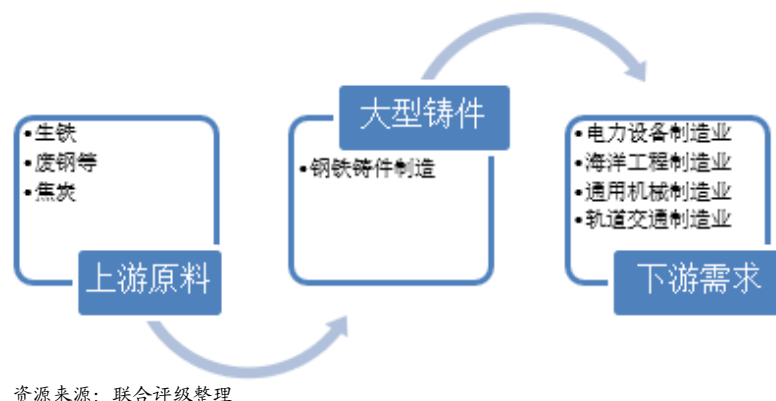 •生铁
•废钢等
•焦炭
上游原料
大型铸件
•钢铁铸件制造
•电力设备制造业
•海洋工程制造业
•通用机械制造业
•轨道交通制造业
下游需求
资源来源：联合评级整理